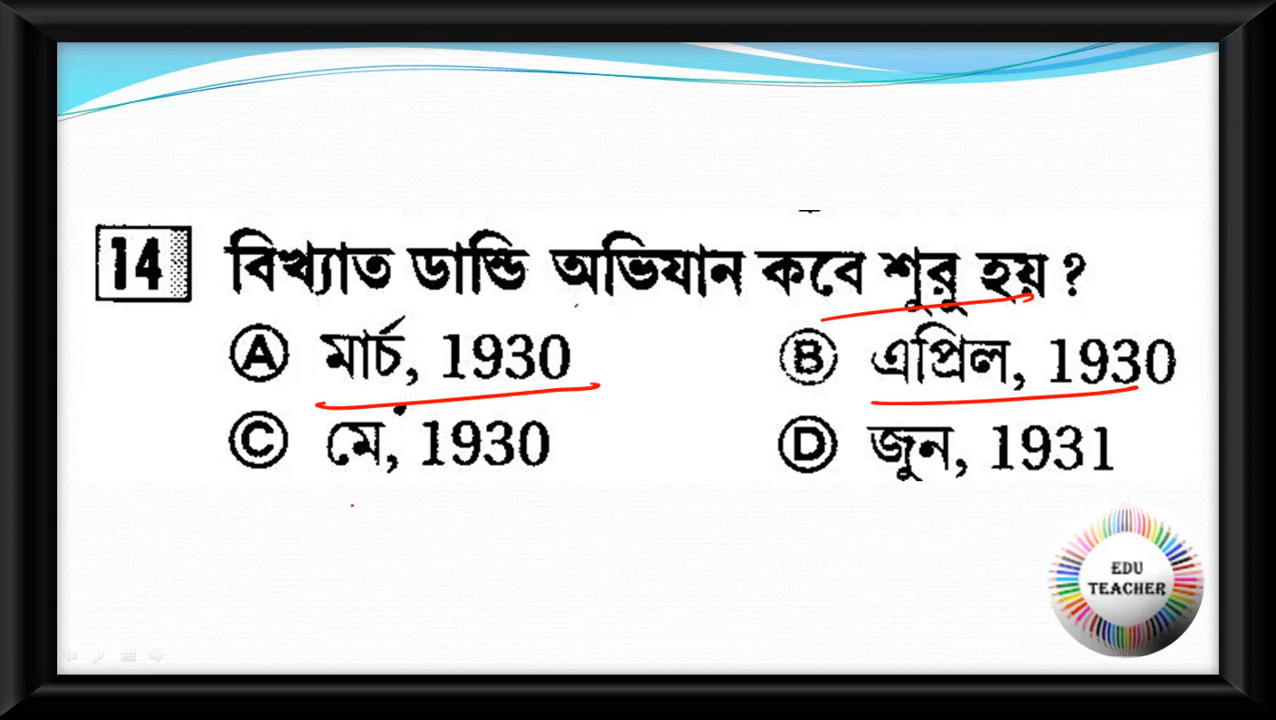 14 বিখ্যাত ডান্ডি অভিযান কবে শুরু হয় ?
Ⓐ মার্চ, 1930 Ⓑ এপ্রিল, 1930
Ⓒ মে, 1930 Ⓓ জুন, 1931
EDU
TEACHER